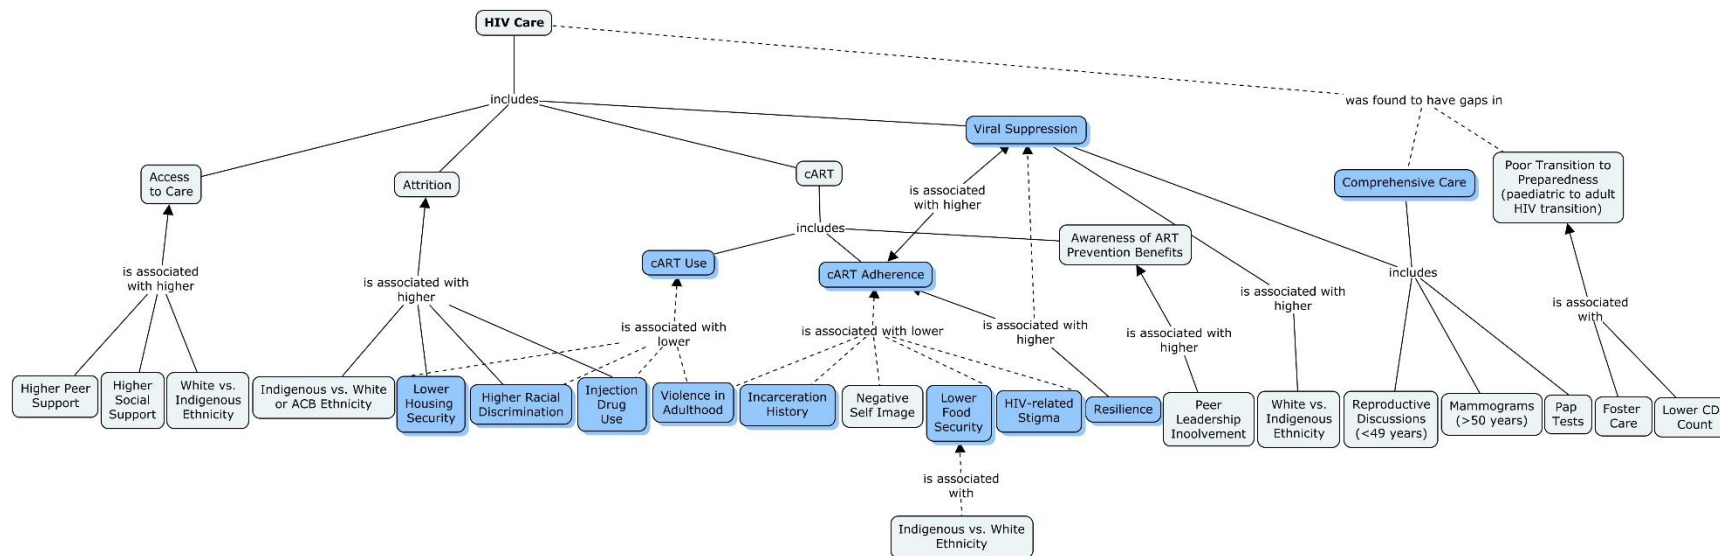 HIV Care
includes
was found to have gaps in
Viral Suppression
Access
to Care
Attrition
cART
is associated
with higher
Comprehensive Care
Poor Transition to
Preparedness
(paediatric to adult
HIV transition)
includes
Awareness of ART
Prevention Benefits
cART Use
cART Adherence
is associated
with higher
is associated with
higher
includes
is associated with
higher
is associated with
lower
is associated with lower
is associated with
higher
is associated with
higher
is associated
with
Higher Peer
Support
Higher
Social
Support
White vs.
Indigenous
Ethnicity
Indigenous vs. White
or ACB Ethnicity
Lower
Housing
Security
Higher Racial
Discrimination
Injection
Drug
Use
Violence in
Adulthood
Incarceration
History
Negative
Self Image
Lower
Food
Security
HIV-related
Stigma
Resilience
Peer
Leadership
Inoolvement
White vs.
Indigenous
Ethnicity
Reproductive
Discussions
(<49 years)
Mammograms
(>50 years)
Pap
Tests
Foster
Care
Lower CD
Count
is associated
with
Indigenous vs. White
Ethnicity